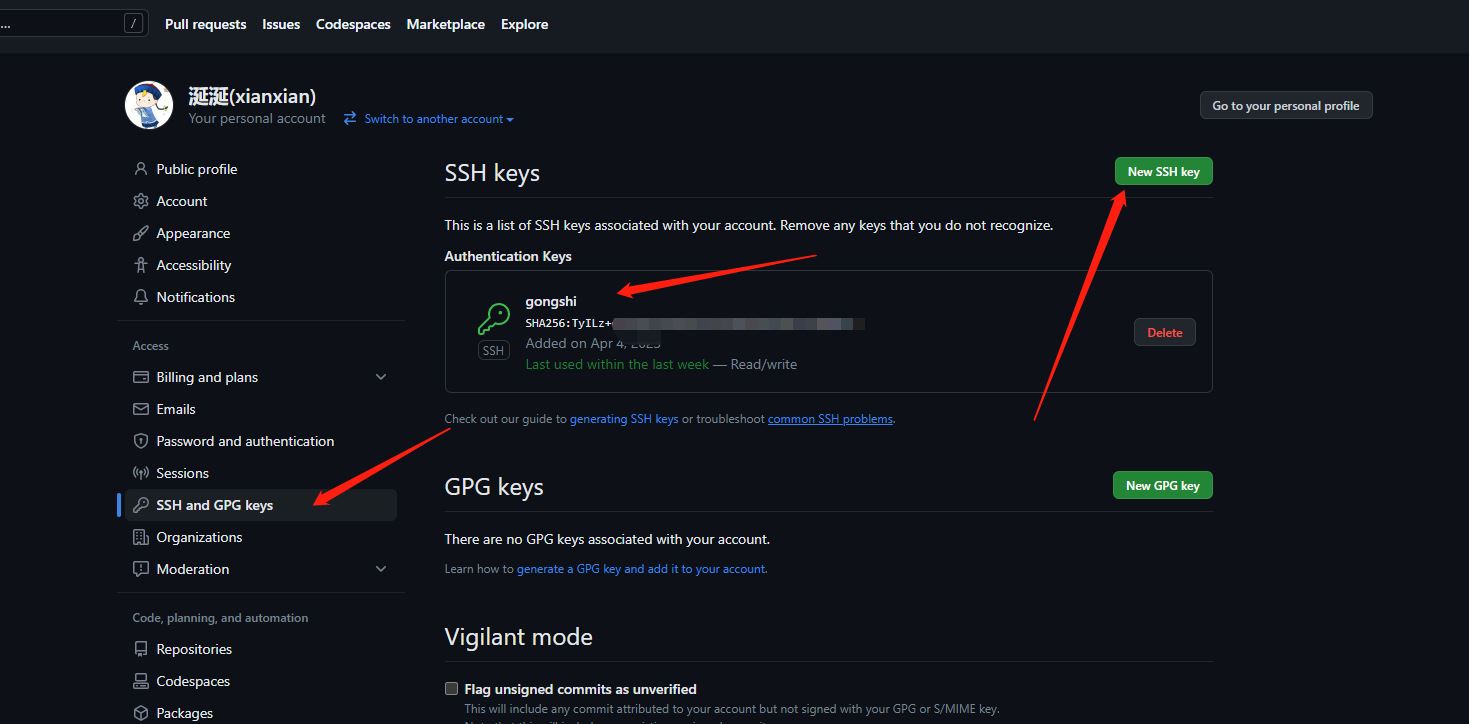 ... / Pull requests Issues Codespaces Marketplace Explore
涎涎(xianxian)
Your personal account Switch to another account
Go to your personal profile
Public profile
Account
Appearance
Accessibility
Notifications
Access
Billing and plans
Emails
Password and authentication
Sessions
SSH and GPG keys
Organizations
Moderation
Code, planning, and automation
Repositories
Codespaces
Packages
SSH keys
New SSH key
This is a list of SSH keys associated with your account. Remove any keys that you do not recognize.
Authentication Keys
gongshi
SHA256:TyILz+
SSH
Added on Apr 4, 2023
Last used within the last week — Read/write
Delete
Check out our guide to generating SSH keys or troubleshoot common SSH problems.
GPG keys
New GPG key
There are no GPG keys associated with your account.
Learn how to generate a GPG key and add it to your account.
Vigilant mode
Flag unsigned commits as unverified
This will include any commit attributed to your account but not signed with your GPG or S/MIME key.